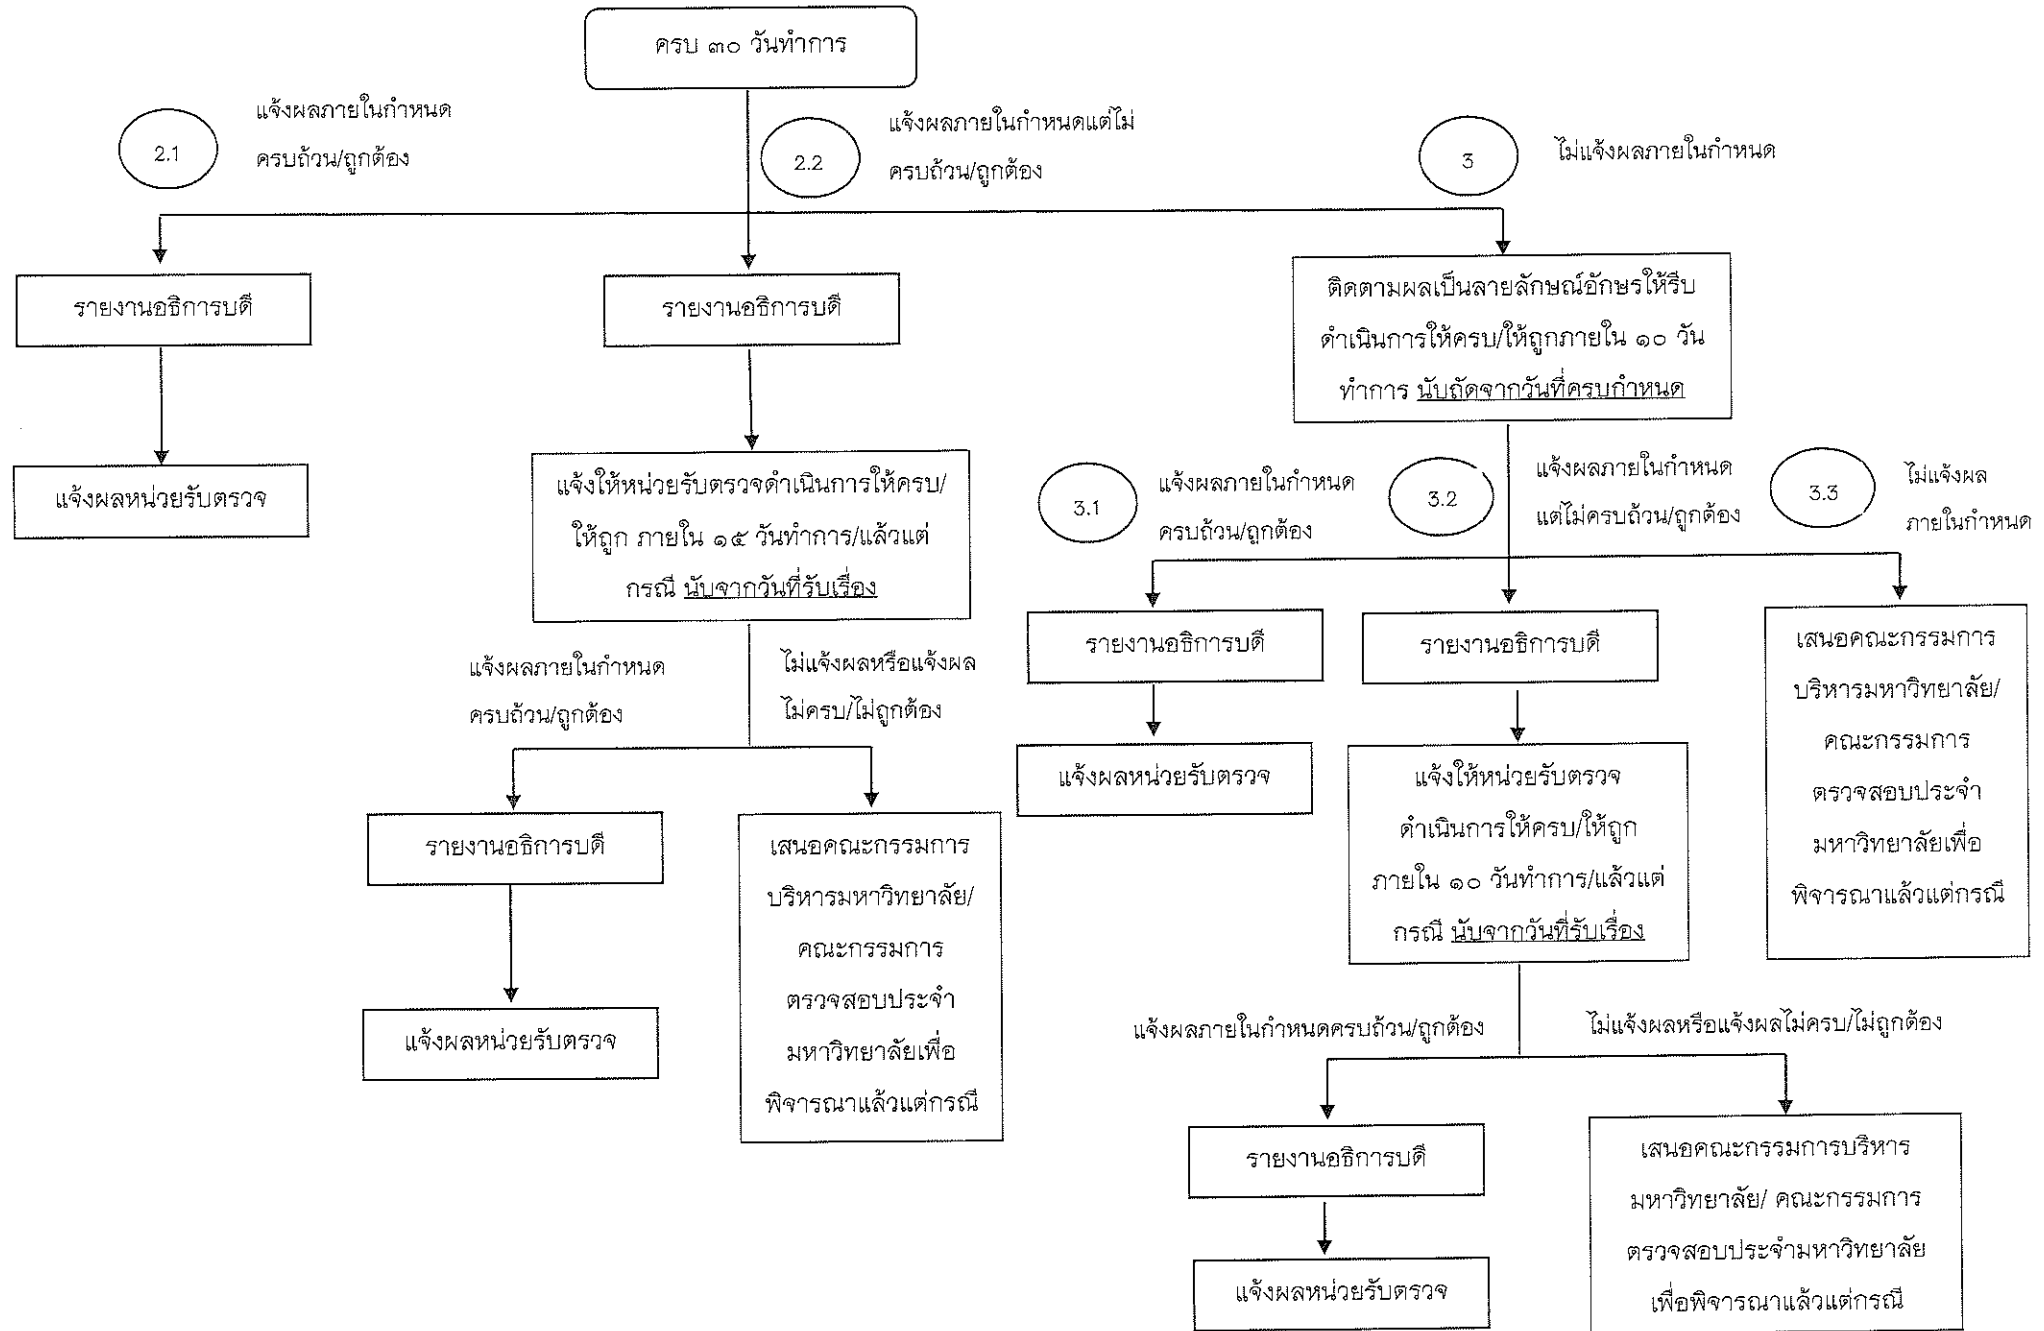 ครบ ๓๐ วันทำการ
2.1
แจ้งผลภายในกำหนด
ครบถ้วน/ถูกต้อง
2.2
แจ้งผลภายในกำหนดแต่ไม่
ครบถ้วน/ถูกต้อง
3
ไม่แจ้งผลภายในกำหนด
รายงานอธิการบดี
แจ้งผลหน่วยรับตรวจ
รายงานอธิการบดี
แจ้งให้หน่วยรับตรวจดำเนินการให้ครบ/
ให้ถูก ภายใน ๑๕ วันทำการ/แล้วแต่
กรณี นับจากวันที่รับเรื่อง
แจ้งผลภายในกำหนด
ครบถ้วน/ถูกต้อง
ไม่แจ้งผลหรือแจ้งผล
ไม่ครบ/ไม่ถูกต้อง
รายงานอธิการบดี
แจ้งผลหน่วยรับตรวจ
เสนอคณะกรรมการ
บริหารมหาวิทยาลัย/
คณะกรรมการ
ตรวจสอบประจำ
มหาวิทยาลัยเพื่อ
พิจารณาแล้วแต่กรณี
ติดตามผลเป็นลายลักษณ์อักษรให้รีบ
ดำเนินการให้ครบ/ให้ถูกภายใน ๑๐ วัน
ทำการ นับถัดจากวันที่ครบกำหนด
3.1
แจ้งผลภายในกำหนด
ครบถ้วน/ถูกต้อง
3.2
แจ้งผลภายในกำหนด
แต่ไม่ครบถ้วน/ถูกต้อง
3.3
ไม่แจ้งผล
ภายในกำหนด
รายงานอธิการบดี
แจ้งผลหน่วยรับตรวจ
รายงานอธิการบดี
แจ้งให้หน่วยรับตรวจ
ดำเนินการให้ครบ/ให้ถูก
ภายใน ๑๐ วันทำการ/แล้วแต่
กรณี นับจากวันที่รับเรื่อง
เสนอคณะกรรมการ
บริหารมหาวิทยาลัย/
คณะกรรมการ
ตรวจสอบประจำ
มหาวิทยาลัยเพื่อ
พิจารณาแล้วแต่กรณี
แจ้งผลภายในกำหนดครบถ้วน/ถูกต้อง
ไม่แจ้งผลหรือแจ้งผลไม่ครบ/ไม่ถูกต้อง
รายงานอธิการบดี
แจ้งผลหน่วยรับตรวจ
เสนอคณะกรรมการบริหาร
มหาวิทยาลัย/ คณะกรรมการ
ตรวจสอบประจำมหาวิทยาลัย
เพื่อพิจารณาแล้วแต่กรณี